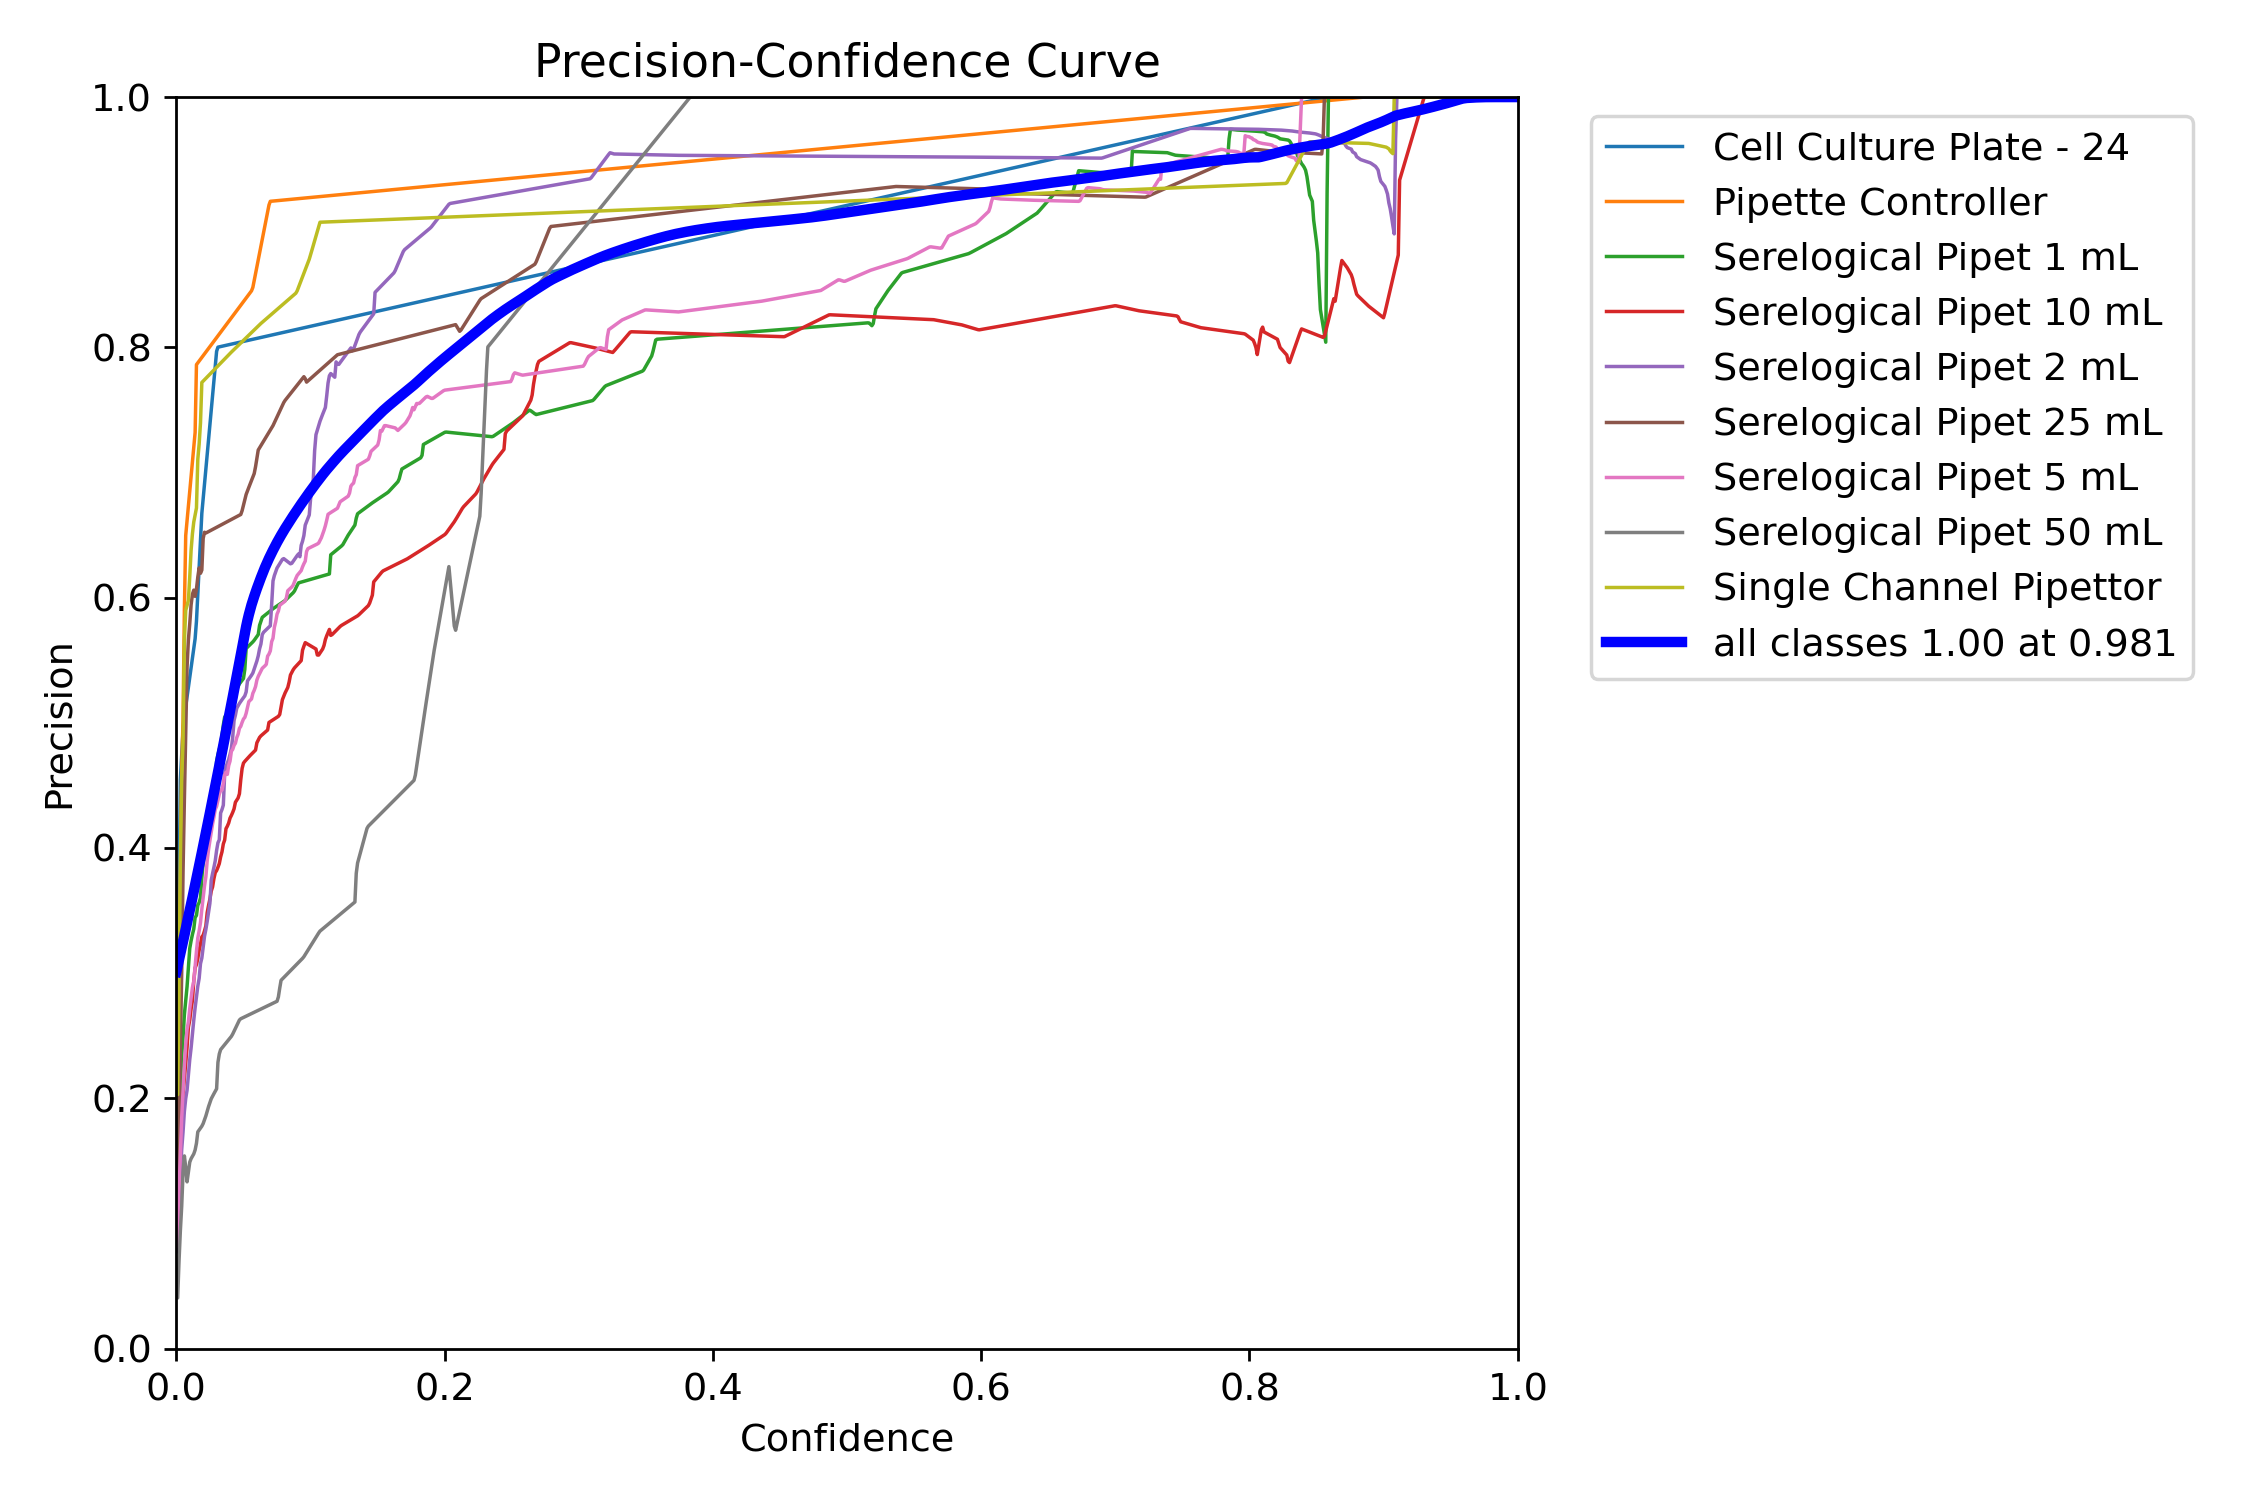 Precision-Confidence Curve
1.0
0.8
0.6
0.4
0.2
0.0
Precision
0.0 0.2 0.4 0.6 0.8 1.0
Confidence
Cell Culture Plate - 24
Pipette Controller
Serelogical Pipet 1 mL
Serelogical Pipet 10 mL
Serelogical Pipet 2 mL
Serelogical Pipet 25 mL
Serelogical Pipet 5 mL
Serelogical Pipet 50 mL
Single Channel Pipettor
all classes 1.00 at 0.981